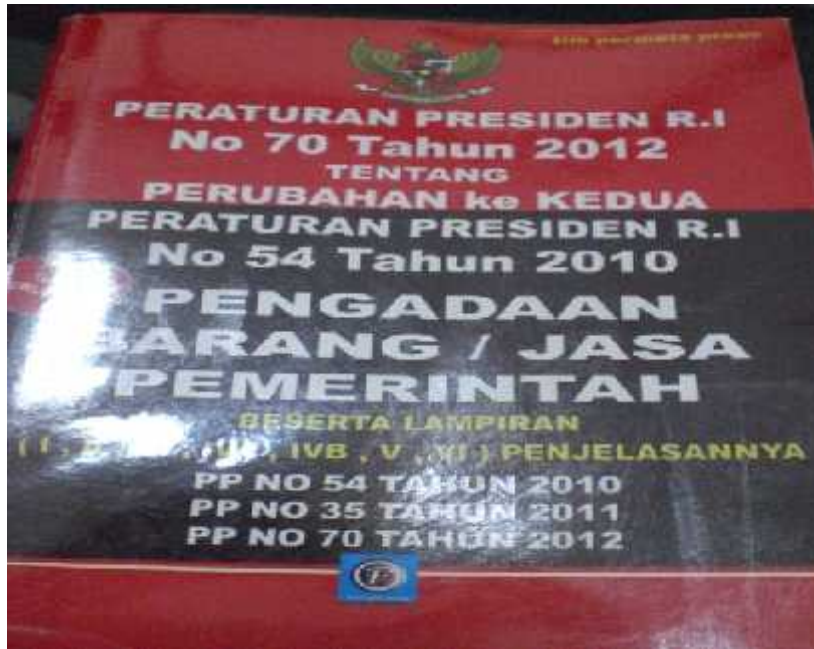 PERATURAN PRESIDEN R.I
No 70 Tahun 2012
TENTANG
PERUBAHAN ke KEDUA
PERATURAN PRESIDEN R.I
No 54 Tahun 2010
PENGADAAN
BARANG / JASA
PEMERINTAH
BESERTA LAMPIRAN
( I , , IVB , V , VI ) PENJELASANNYA
PP NO 54 TAHUN 2010
PP NO 35 TAHUN 2011
PP NO 70 TAHUN 2012